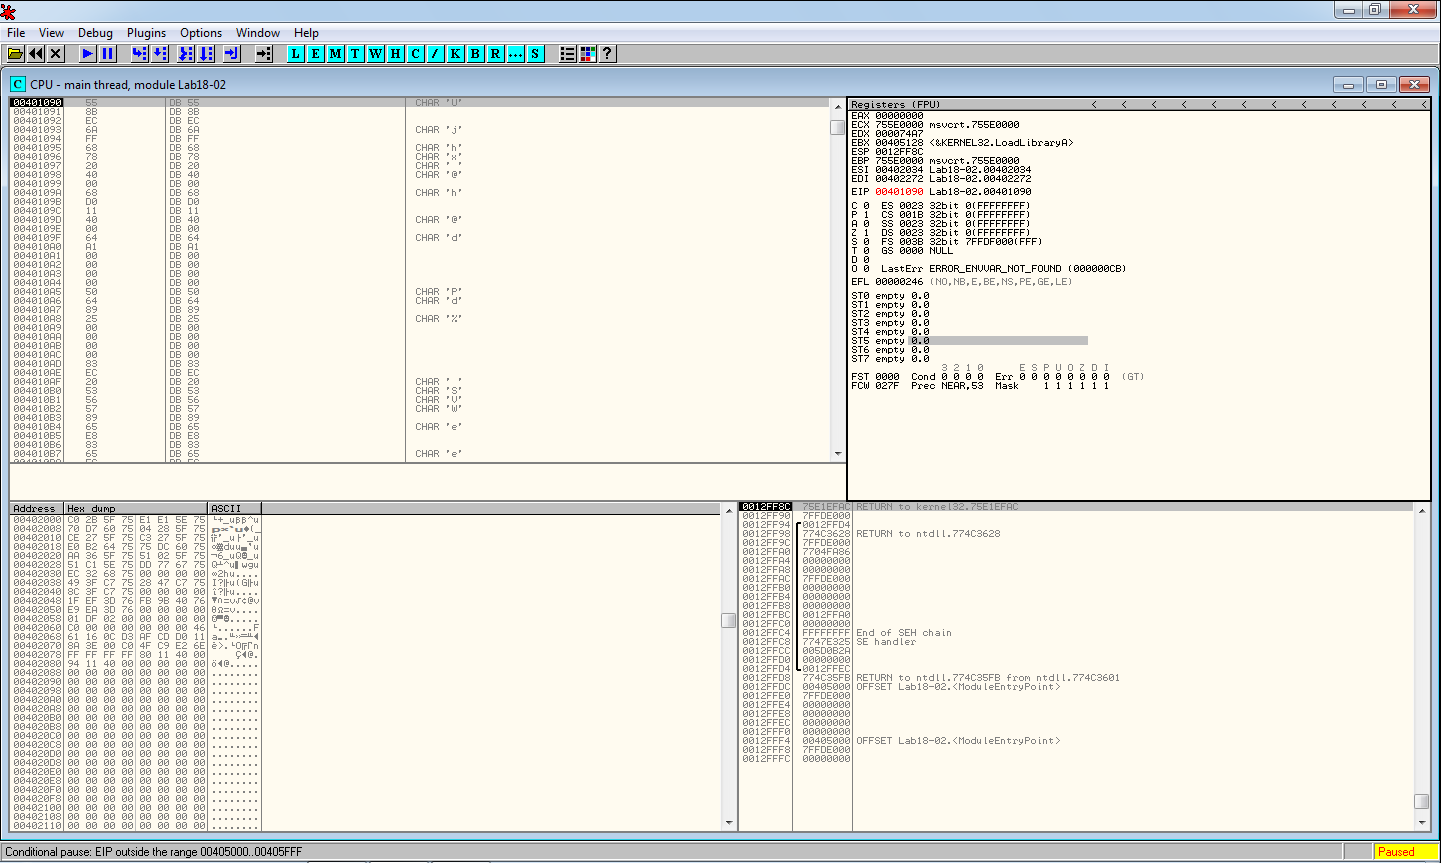 File View Debug Plugins Options Window Help
L E M T W H C / K B R ... S ?
C CPU - main thread, module Lab18-02
00401090 55 DB 55 CHAR 'U'
00401091 8B DB 8B
00401092 EC DB EC
00401093 6A DB 6A CHAR 'j'
00401094 FF DB FF
00401095 68 DB 68 CHAR 'h'
00401096 78 DB 78 CHAR 'x'
00401097 20 DB 20 CHAR ' '
00401098 40 DB 40 CHAR '@'
00401099 00 DB 00
0040109A 68 DB 68 CHAR 'h'
0040109B D0 DB D0
0040109C 11 DB 11
0040109D 40 DB 40 CHAR '@'
0040109E 00 DB 00
0040109F 64 DB 64 CHAR 'd'
004010A0 A1 DB A1
004010A1 00 DB 00
004010A2 00 DB 00
004010A3 00 DB 00
004010A4 00 DB 00
004010A5 50 DB 50 CHAR 'P'
004010A6 64 DB 64 CHAR 'd'
004010A7 89 DB 89
004010A8 25 DB 25 CHAR '%'
004010A9 00 DB 00
004010AA 00 DB 00
004010AB 00 DB 00
004010AC 00 DB 00
004010AD 83 DB 83
004010AE EC DB EC
004010AF 20 DB 20 CHAR ' '
004010B0 53 DB 53 CHAR 'S'
004010B1 56 DB 56 CHAR 'V'
004010B2 57 DB 57 CHAR 'W'
004010B3 89 DB 89
004010B4 65 DB 65 CHAR 'e'
004010B5 E8 DB E8
004010B6 83 DB 83
004010B7 65 DB 65 CHAR 'e'
Registers (FPU) < < < < < < < < < < < <
EAX 00000000
ECX 755E0000 msvcrt.755E0000
EDX 000074A7
EBX 00405128 <&KERNEL32.LoadLibraryA>
ESP 0012FF8C
EBP 755E0000 msvcrt.755E0000
ESI 00402034 Lab18-02.00402034
EDI 00402272 Lab18-02.00402272
EIP 00401090 Lab18-02.00401090
C 0 ES 0023 32bit 0(FFFFFFFF)
P 1 CS 001B 32bit 0(FFFFFFFF)
A 0 SS 0023 32bit 0(FFFFFFFF)
Z 1 DS 0023 32bit 0(FFFFFFFF)
S 0 FS 003B 32bit 7FFDF000(FFF)
T 0 GS 0000 NULL
D 0
O 0 LastErr ERROR_ENVVAR_NOT_FOUND (000000CB)
EFL 00000246 (NO,NB,E,BE,NS,PE,GE,LE)
ST0 empty 0.0
ST1 empty 0.0
ST2 empty 0.0
ST3 empty 0.0
ST4 empty 0.0
ST5 empty 0.0
ST6 empty 0.0
ST7 empty 0.0
3 2 1 0 E S P U O Z D I
FST 0000 Cond 0 0 0 0 Err 0 0 0 0 0 0 0 0 (GT)
FCW 027F Prec NEAR,53 Mask 1 1 1 1 1 1
Address Hex dump ASCII
00402000 C0 2B 5F 75 E1 E1 5E 75
00402008 70 D7 60 75 04 28 5F 75
00402010 CE 27 5F 75 C3 27 5F 75
00402018 E0 B2 64 75 75 DC 60 75
00402020 AA 36 5F 75 51 02 5F 75
00402028 51 C1 5E 75 DD 77 67 75
00402030 EC 32 68 75 00 00 00 00
00402038 49 3F C7 75 28 47 C7 75
00402040 8C 3F C7 75 00 00 00 00
00402048 1F EF 3D 76 FB 9B 40 76
00402050 E9 EA 3D 76 00 00 00 00
00402058 01 DF 02 00 00 00 00 00
00402060 C0 00 00 00 00 00 00 46 └......F
00402068 61 16 0C D3 AF CD D0 11
00402070 8A 3E 00 C0 4F C9 E2 6E
00402078 FF FF FF FF 80 11 40 00
00402080 94 11 40 00 00 00 00 00
00402088 00 00 00 00 00 00 00 00 ........
00402090 00 00 00 00 00 00 00 00 ........
00402098 00 00 00 00 00 00 00 00 ........
004020A0 00 00 00 00 00 00 00 00 ........
004020A8 00 00 00 00 00 00 00 00 ........
004020B0 00 00 00 00 00 00 00 00 ........
004020B8 00 00 00 00 00 00 00 00 ........
004020C0 00 00 00 00 00 00 00 00 ........
004020C8 00 00 00 00 00 00 00 00 ........
004020D0 00 00 00 00 00 00 00 00 ........
004020D8 00 00 00 00 00 00 00 00 ........
004020E0 00 00 00 00 00 00 00 00 ........
004020E8 00 00 00 00 00 00 00 00 ........
004020F0 00 00 00 00 00 00 00 00 ........
004020F8 00 00 00 00 00 00 00 00 ........
00402100 00 00 00 00 00 00 00 00 ........
00402108 00 00 00 00 00 00 00 00 ........
00402110 00 00 00 00 00 00 00 00 ........
0012FF8C 75E1EFAC RETURN to kernel32.75E1EFAC
0012FF90 7FFDE000
0012FF94 0012FFD4
0012FF98 774C3628 RETURN to ntdll.774C3628
0012FF9C 7FFDE000
0012FFA0 7704FA86
0012FFA4 00000000
0012FFA8 00000000
0012FFAC 7FFDE000
0012FFB0 00000000
0012FFB4 00000000
0012FFB8 00000000
0012FFBC 0012FFA0
0012FFC0 00000000
0012FFC4 FFFFFFFF End of SEH chain
0012FFC8 7747E325 SE handler
0012FFCC 005D0B2A
0012FFD0 00000000
0012FFD4 0012FFEC
0012FFD8 774C35FB RETURN to ntdll.774C35FB from ntdll.774C3601
0012FFDC 00405000 OFFSET Lab18-02.<ModuleEntryPoint>
0012FFE0 7FFDE000
0012FFE4 00000000
0012FFE8 00000000
0012FFEC 00000000
0012FFF0 00000000
0012FFF4 00405000 OFFSET Lab18-02.<ModuleEntryPoint>
0012FFF8 7FFDE000
0012FFFC 00000000
Conditional pause: EIP outside the range 00405000..00405FFF Paused